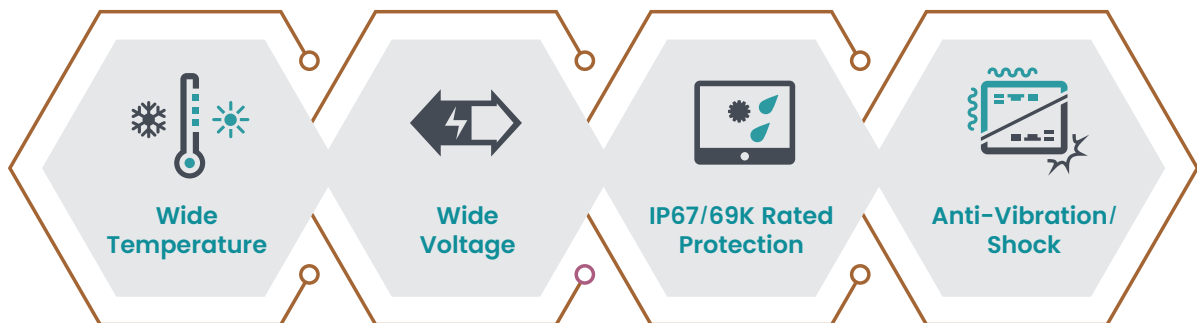 Wide
Temperature
Wide
Voltage
IP67/69K Rated
Protection
Anti-Vibration/
Shock